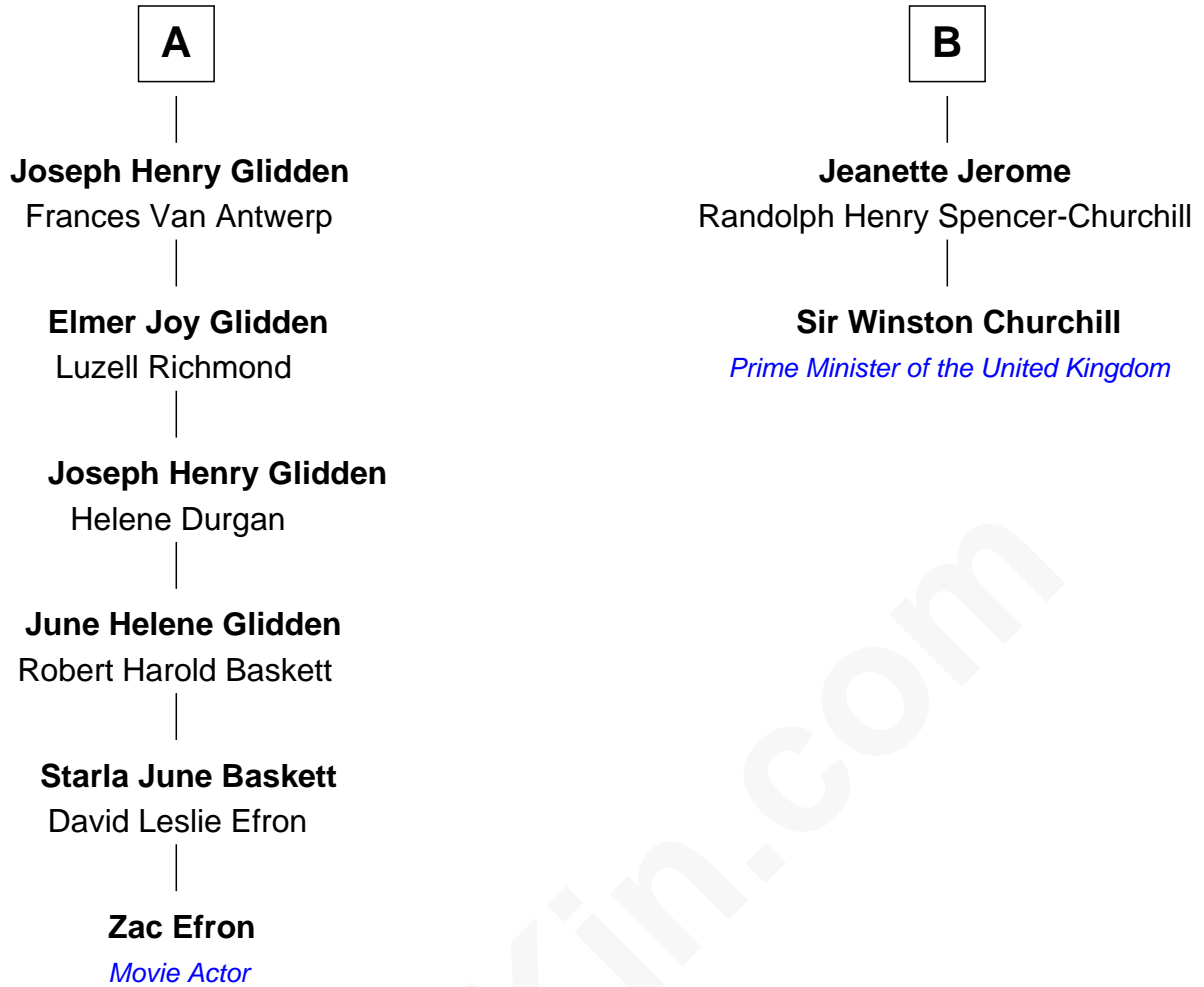 A
Joseph Henry Glidden
Frances Van Antwerp
Elmer Joy Glidden
Luzell Richmond
Joseph Henry Glidden
Helene Durgan
June Helene Glidden
Robert Harold Baskett
Starla June Baskett
David Leslie Efron
Zac Efron
Movie Actor
B
Jeanette Jerome
Randolph Henry Spencer-Churchill
Sir Winston Churchill
Prime Minister of the United Kingdom